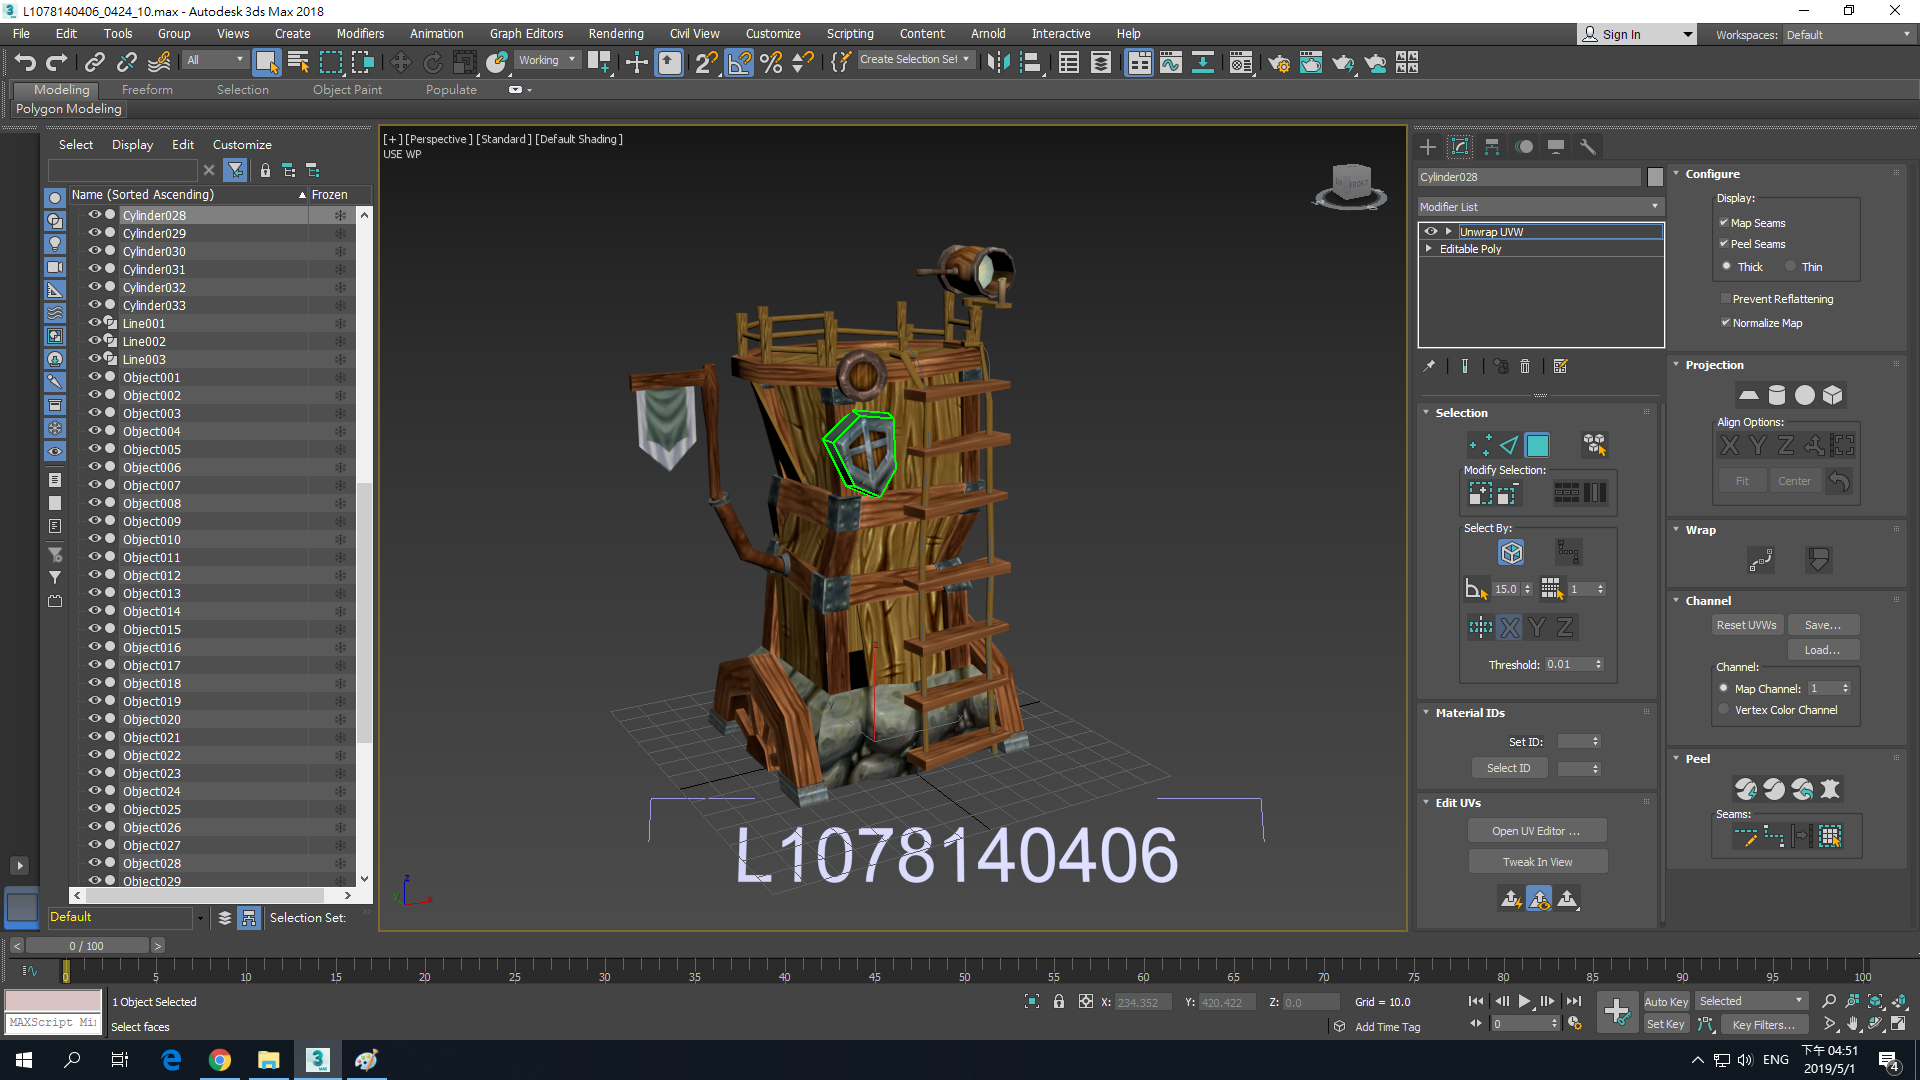 L1078140406_0424_10.max - Autodesk 3ds Max 2018
File Edit Tools Group Views Create Modifiers Animation Graph Editors Rendering Civil View Customize Scripting Content Arnold Interactive Help
Sign In Workspaces: Default
All Working Create Selection Set
Modeling Freeform Selection Object Paint Populate
Polygon Modeling
Select Display Edit Customize
Name (Sorted Ascending) Frozen
Cylinder028
Cylinder029
Cylinder030
Cylinder031
Cylinder032
Cylinder033
Line001
Line002
Line003
Object001
Object002
Object003
Object004
Object005
Object006
Object007
Object008
Object009
Object010
Object011
Object012
Object013
Object014
Object015
Object016
Object017
Object018
Object019
Object020
Object021
Object022
Object023
Object024
Object025
Object026
Object027
Object028
Object029
Default Selection Set:
[+] [Perspective ] [Standard ] [Default Shading ]
USE WP
FRONT
L1078140406
Cylinder028
Modifier List
Unwrap UVW
Editable Poly
Selection
Modify Selection:
Select By:
15.0 1
X Y Z
Threshold: 0.01
Material IDs
Set ID:
Select ID
Edit UVs
Open UV Editor ...
Tweak In View
Configure
Display:
Map Seams
Peel Seams
Thick Thin
Prevent Reflattening
Normalize Map
Projection
Align Options:
X Y Z
Fit Center
Wrap
Channel
Reset UVWs Save...
Load...
Channel:
Map Channel: 1
Vertex Color Channel
Peel
Seams:
< 0 / 100 >
0 5 10 15 20 25 30 35 40 45 50 55 60 65 70 75 80 85 90 95 100
1 Object Selected
MAXScript Mi
Select faces
X: 234.352 Y: 420.422 Z: 0.0 Grid = 10.0
Add Time Tag
0
Auto Key Selected
Set Key Key Filters...
ENG
下午 04:51
2019/5/1
4